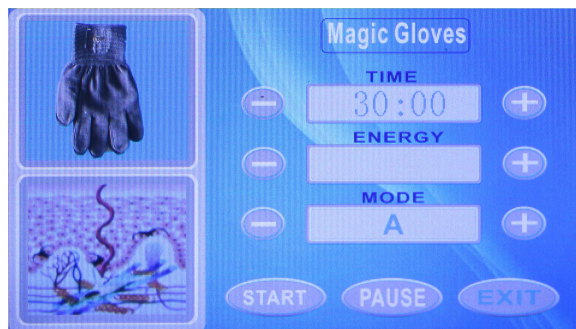 Magic Gloves
TIME
30:00
ENERGY
MODE
A
START
PAUSE
EXIT